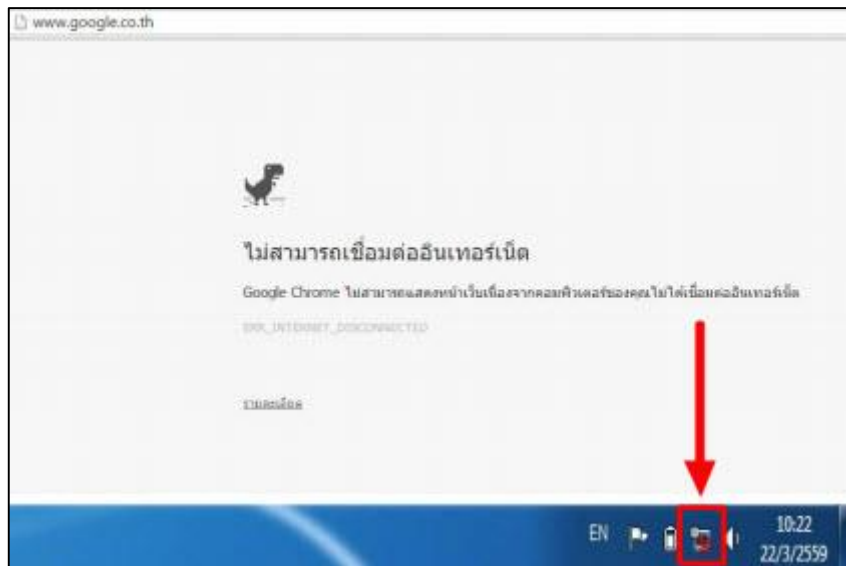 www.google.co.th
ไม่สามารถเชื่อมต่ออินเทอร์เน็ต
Google Chrome ไม่สามารถแสดงหน้าเว็บเนื่องจากคอมพิวเตอร์ของคุณไม่ได้เชื่อมต่ออินเทอร์เน็ต
ERR_INTERNET_DISCONNECTED
รายละเอียด
EN
10:22
22/3/2559